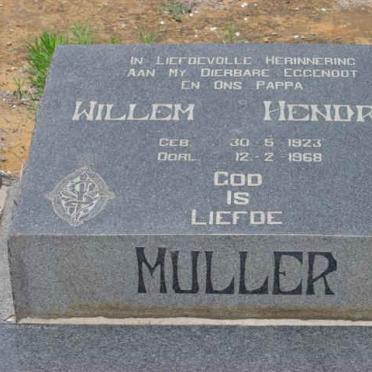 In Liefdevolle Herinnering
Aan My Dierbare Eggenoot
En Ons Pappa
Willem Hendr
Geb. 30·5·1923
Oorl. 12·2·1968
God
is
Liefde
MULLER